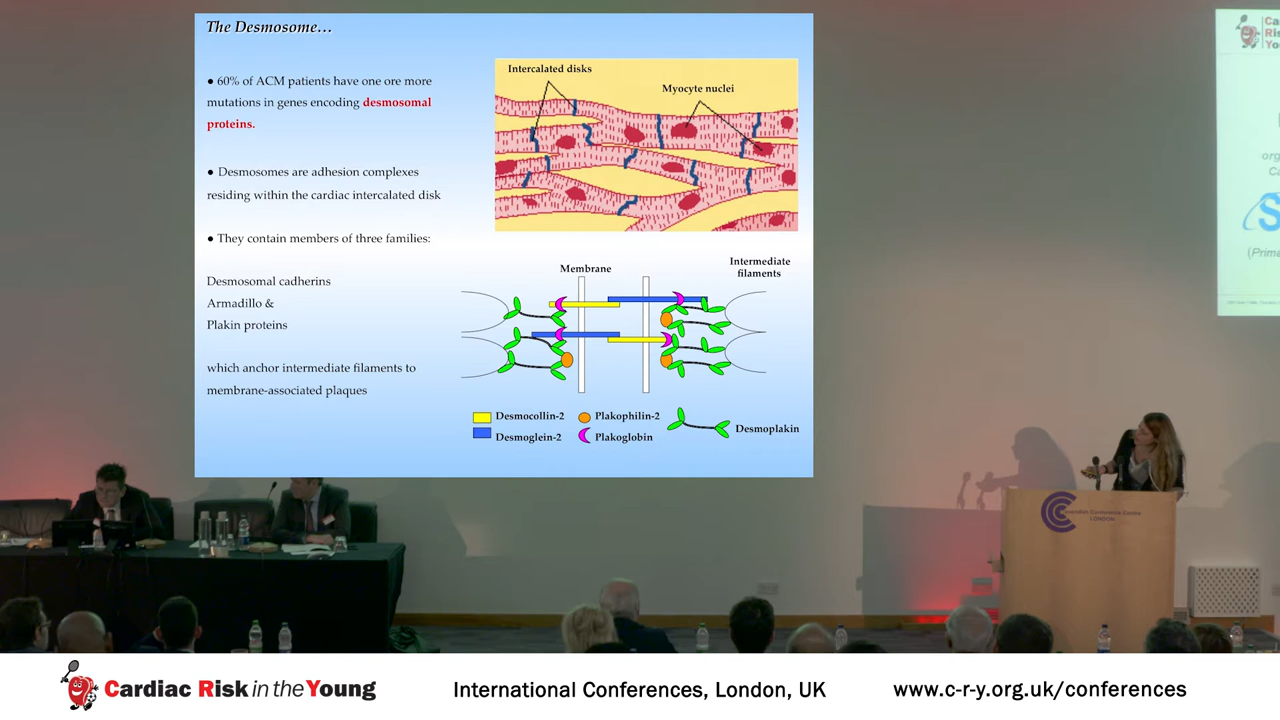 The Desmosome…
● 60% of ACM patients have one ore more
mutations in genes encoding desmosomal
proteins.
● Desmosomes are adhesion complexes
residing within the cardiac intercalated disk
● They contain members of three families:
Desmosomal cadherins
Armadillo &
Plakin proteins
which anchor intermediate filaments to
membrane-associated plaques
Intercalated disks
Myocyte nuclei
Membrane
Intermediate
filaments
Desmocollin-2
Desmoglein-2
Plakophilin-2
Plakoglobin
Desmoplakin
Conference Centre
LONDON
Cardiac Risk in the Young
International Conferences, London, UK
www.c-r-y.org.uk/conferences